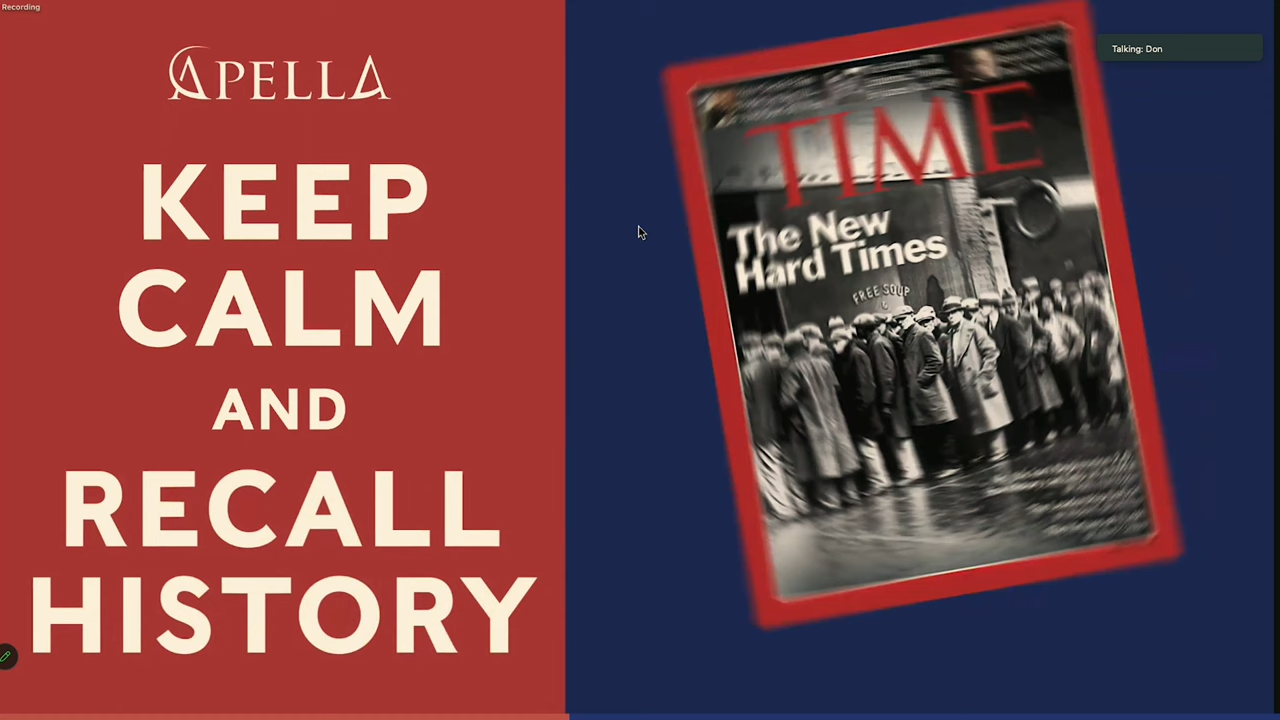 Recording
APELLA
KEEP
CALM
AND
RECALL
HISTORY
TIME
The New
Hard Times
FREE SOUP
Talking: Don